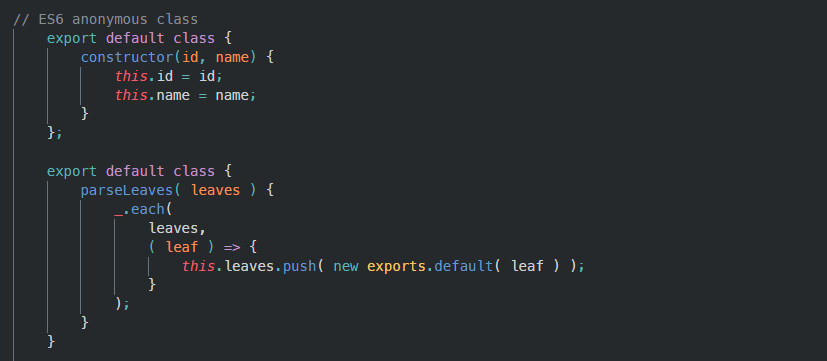 // ES6 anonymous class
export default class {
constructor(id, name) {
this.id = id;
this.name = name;
}
};
export default class {
parseLeaves( leaves ) {
_.each(
leaves,
( leaf ) => {
this.leaves.push( new exports.default( leaf ) );
}
);
}
}